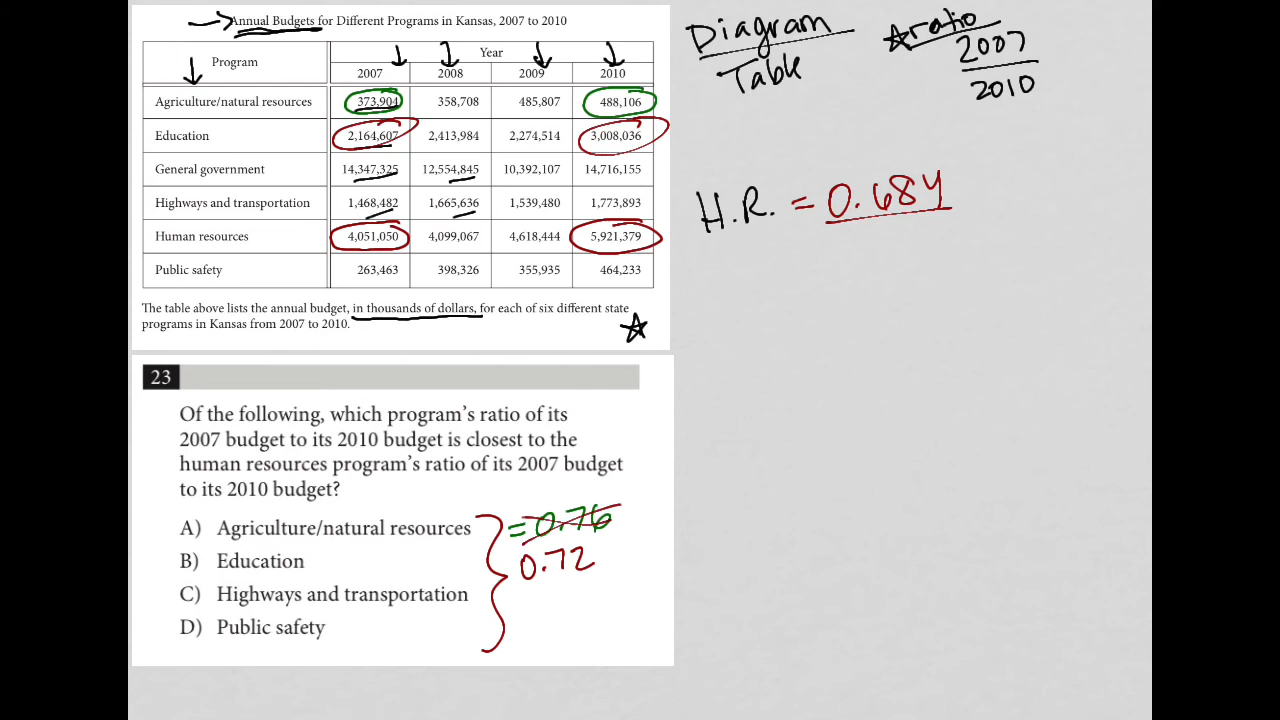 Annual Budgets for Different Programs in Kansas, 2007 to 2010
Program Year
2007 2008 2009 2010
Agriculture/natural resources 373,904 358,708 485,807 488,106
Education 2,164,607 2,413,984 2,274,514 3,008,036
General government 14,347,325 12,554,845 10,392,107 14,716,155
Highways and transportation 1,468,482 1,665,636 1,539,480 1,773,893
Human resources 4,051,050 4,099,067 4,618,444 5,921,379
Public safety 263,463 398,326 355,935 464,233
The table above lists the annual budget, in thousands of dollars, for each of six different state
programs in Kansas from 2007 to 2010.
23
Of the following, which program's ratio of its
2007 budget to its 2010 budget is closest to the
human resources program's ratio of its 2007 budget
to its 2010 budget?
A) Agriculture/natural resources = 0.76
B) Education 0.72
C) Highways and transportation
D) Public safety
Diagram
Table
ratio
2007
2010
H.R. = 0.684